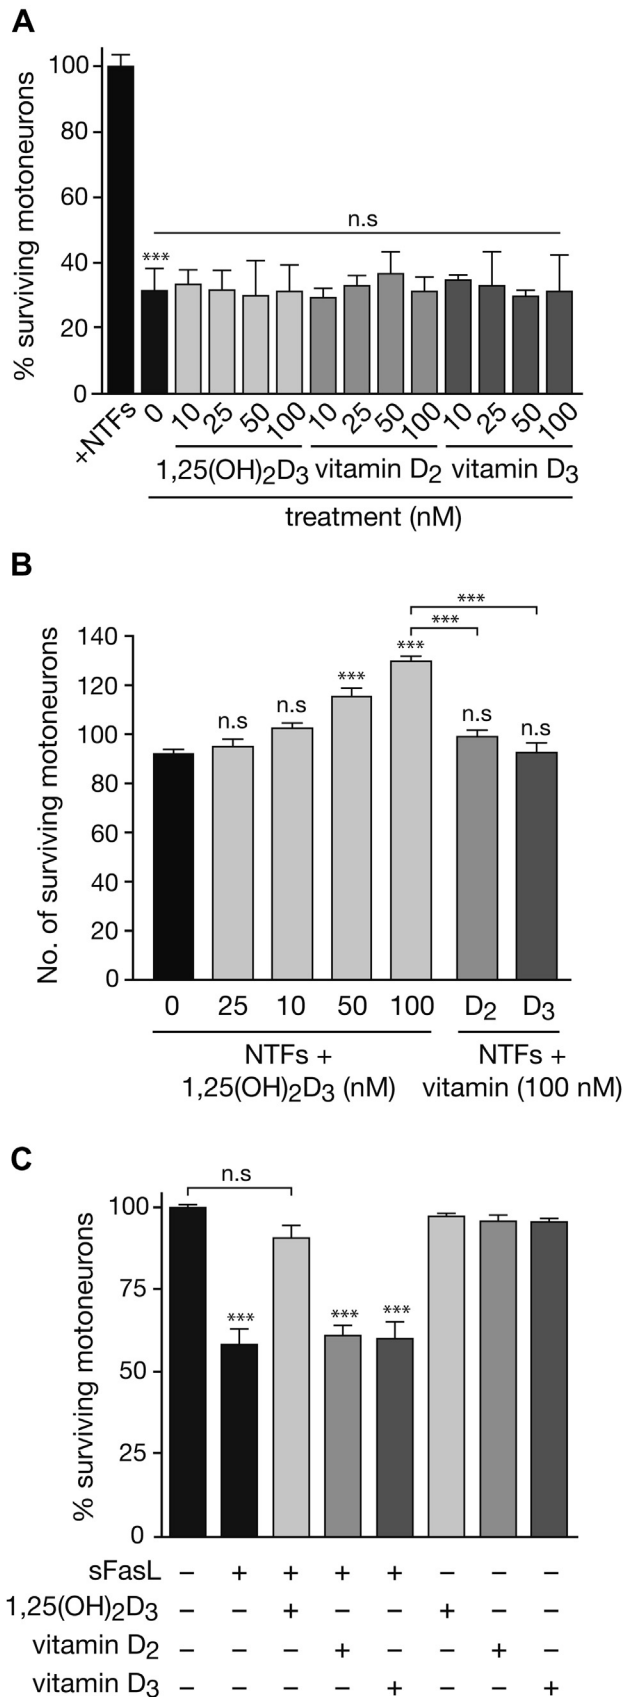 A
% surviving motoneurons
100
80
60
40
20
0
n.s
***
+NTFs 0 10 25 50 100 10 25 50 100 10 25 50 100
1,25(OH)2D3 vitamin D2 vitamin D3
treatment (nM)
B
No. of surviving motoneurons
140
120
100
80
60
40
20
0
***
***
***
***
n.s
n.s
n.s
n.s
0 25 10 50 100 D2 D3
NTFs + NTFs +
1,25(OH)2D3 (nM) vitamin (100 nM)
C
% surviving motoneurons
100
75
50
25
0
n.s
*** *** ***
sFasL – + + + + – – –
1,25(OH)2D3 – – + – – + – –
vitamin D2 – – – + – – + –
vitamin D3 – – – – + – – +